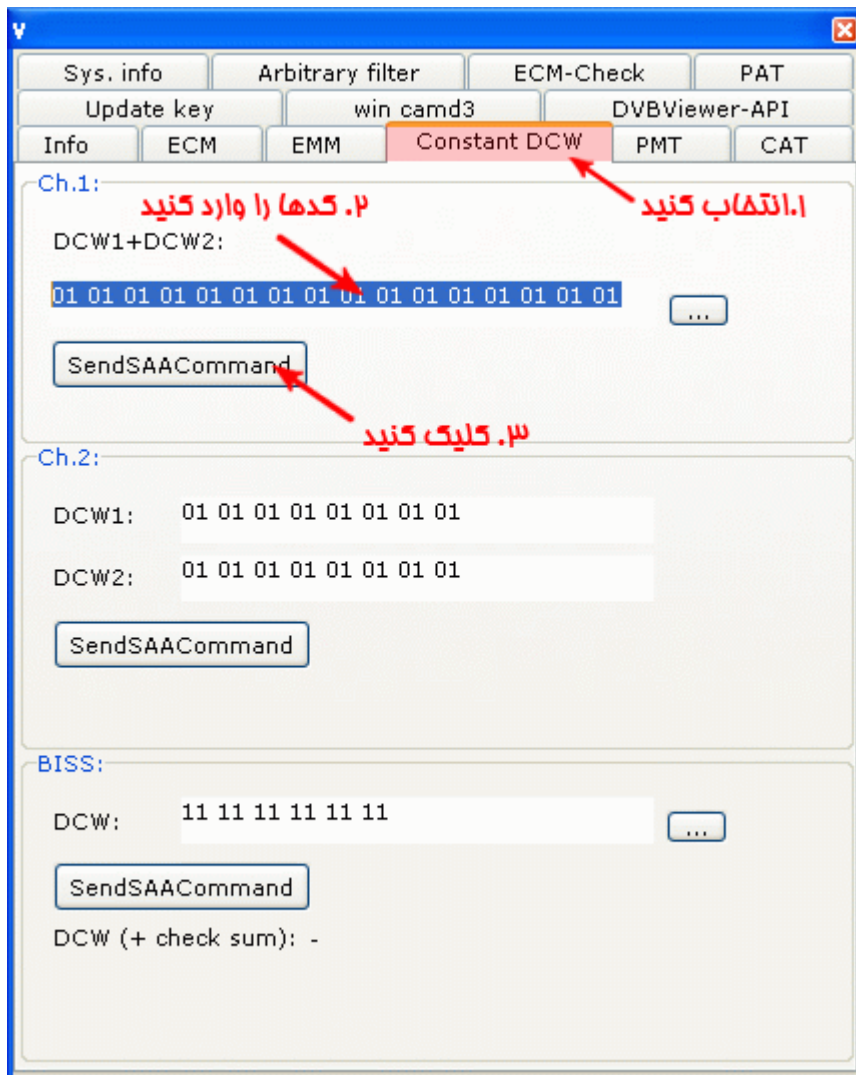 v
Sys. info Arbitrary filter ECM-Check PAT
Update key win camd3 DVBViewer-API
Info ECM EMM Constant DCW PMT CAT
Ch.1:
۱.انتخاب کنید
۲. کدها را وارد کنید
DCW1+DCW2:
01 01 01 01 01 01 01 01 01 01 01 01 01 01 01 01
...
SendSAACommand
۳. کلیک کنید
Ch.2:
DCW1: 01 01 01 01 01 01 01 01
DCW2: 01 01 01 01 01 01 01 01
SendSAACommand
BISS:
DCW: 11 11 11 11 11 11
...
SendSAACommand
DCW (+ check sum): -